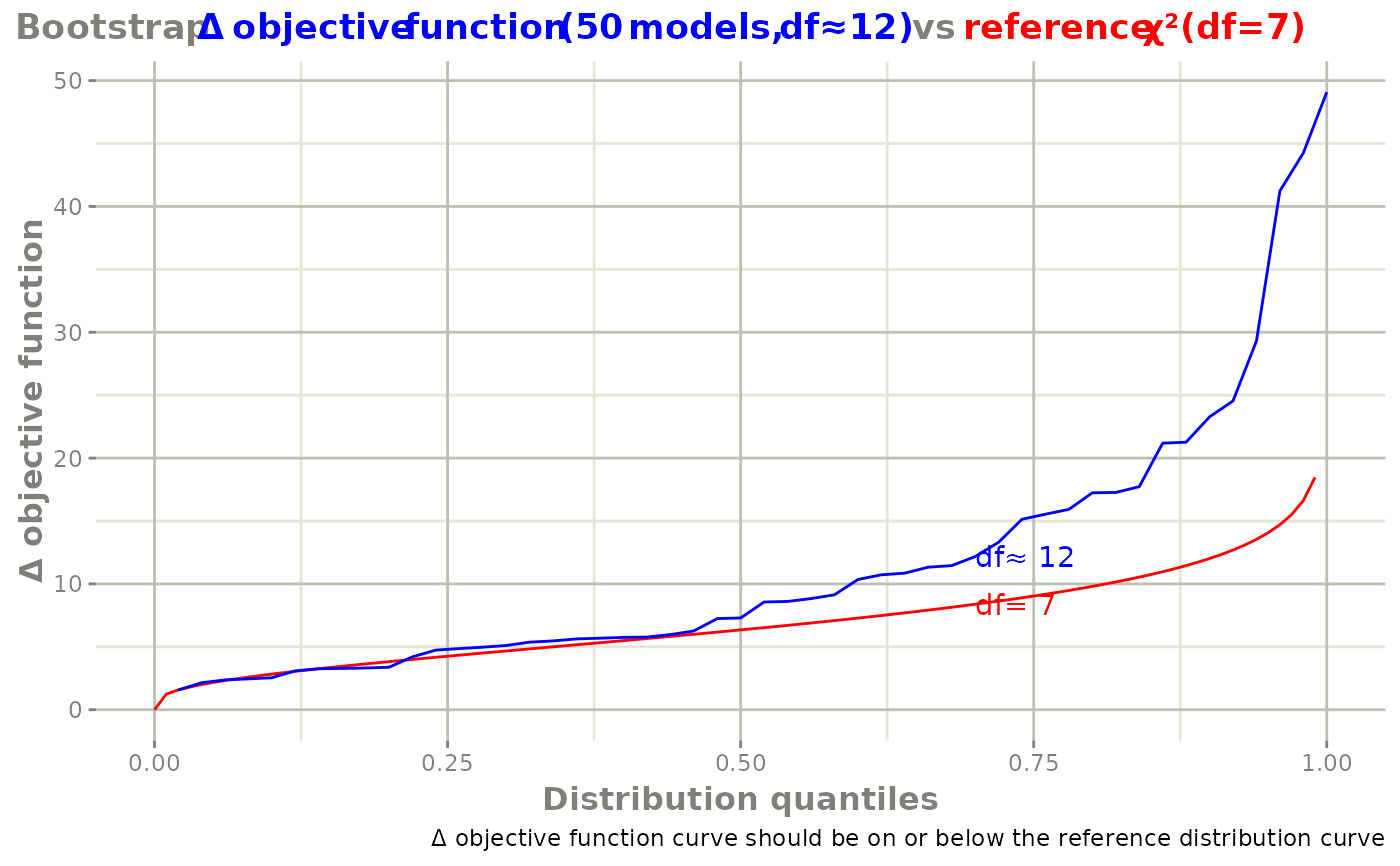 Bootstrap Δ objective function (50 models, df≈12) vs reference χ²(df=7)
50
40
30
20
10
0
Δ objective function
df≈ 12
df= 7
0.00 0.25 0.50 0.75 1.00
Distribution quantiles
Δ objective function curve should be on or below the reference distribution curve